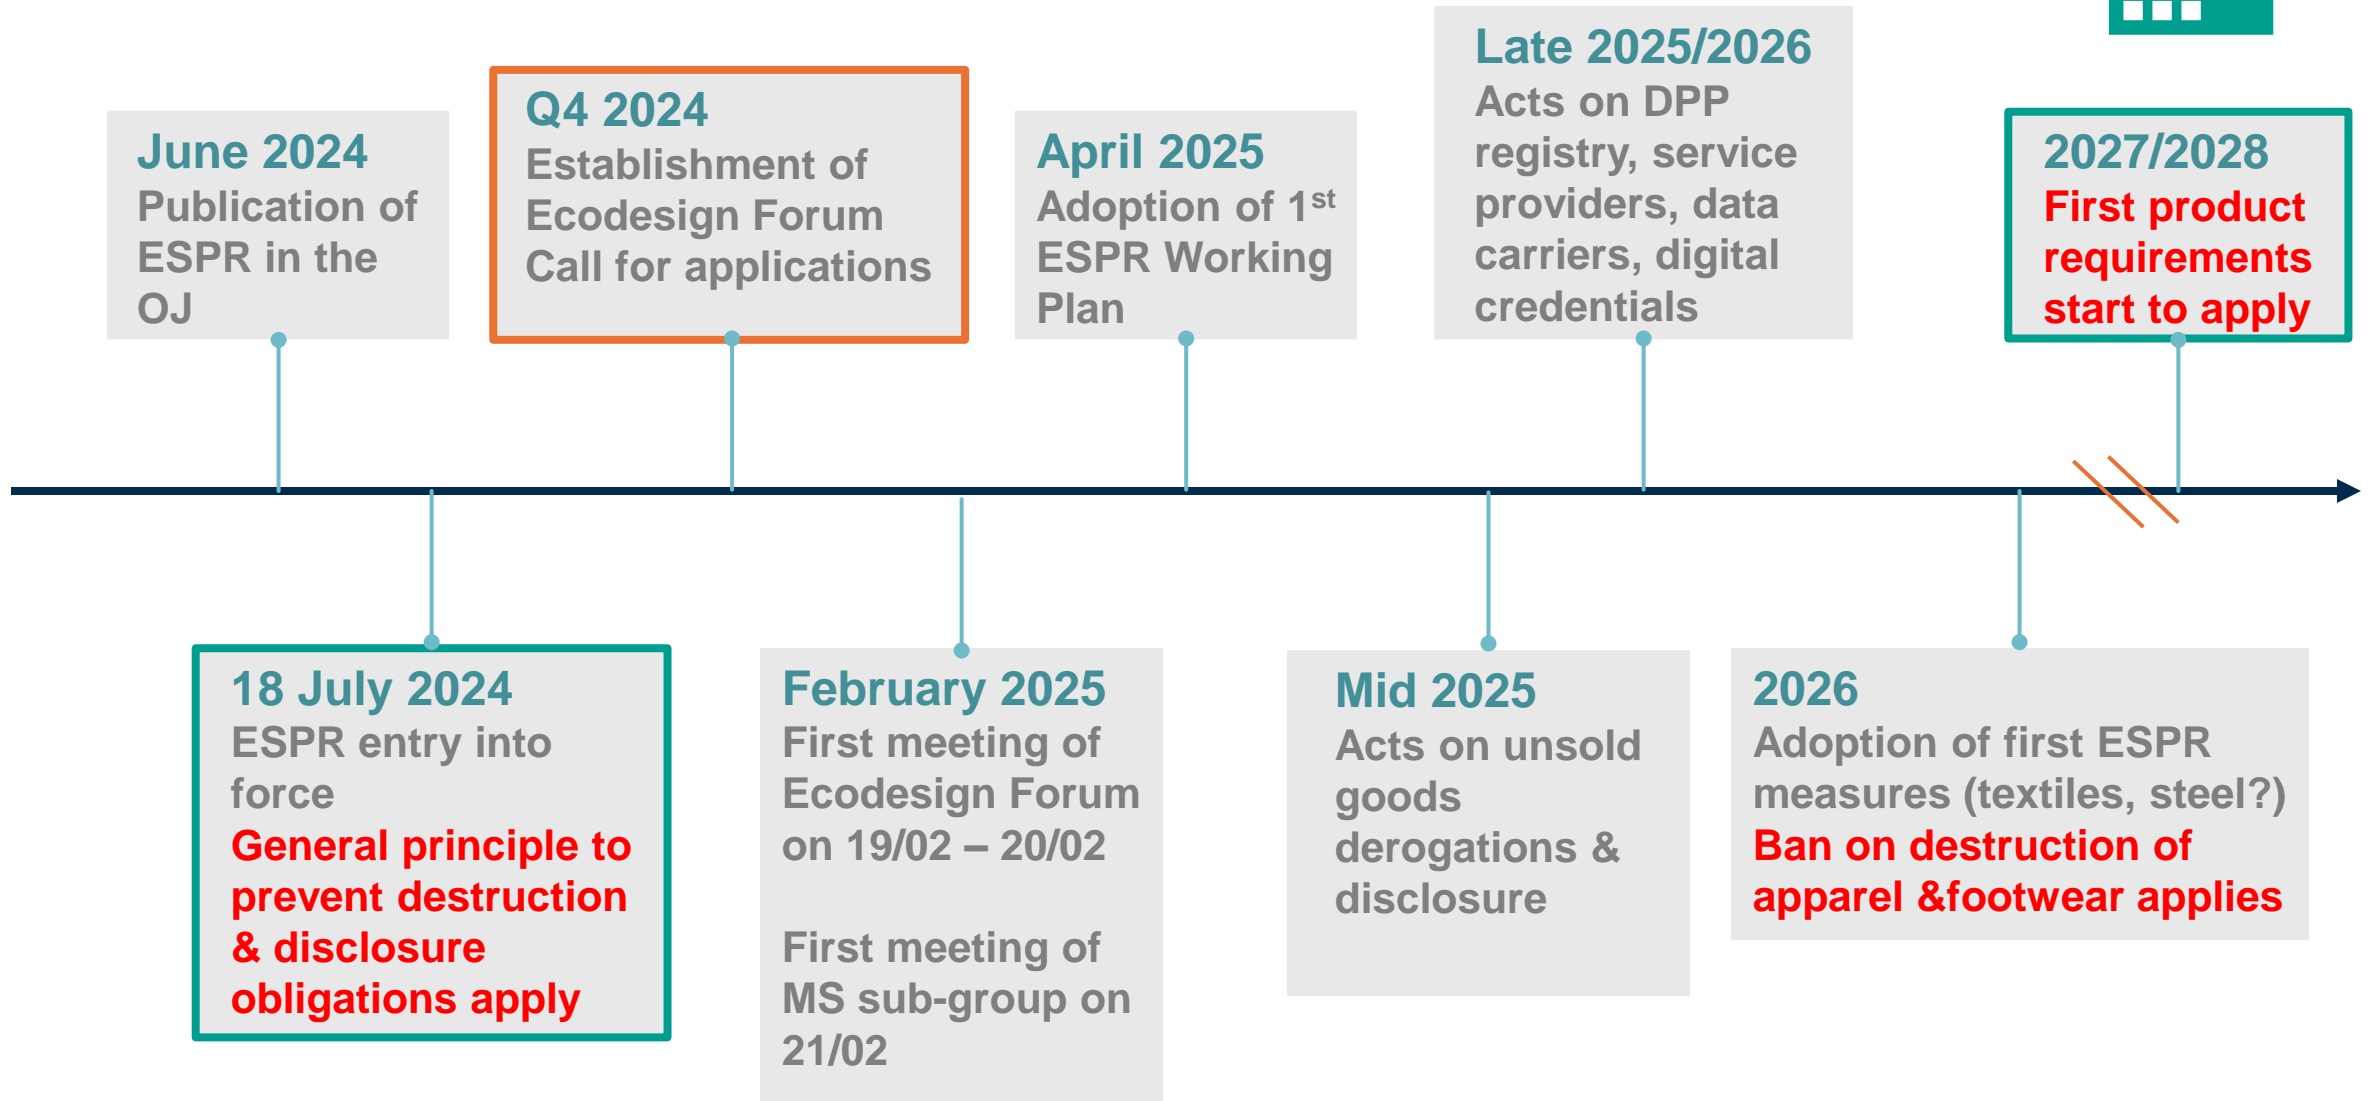 June 2024
Publication of
ESPR in the
OJ
Q4 2024
Establishment of
Ecodesign Forum
Call for applications
April 2025
Adoption of 1st
ESPR Working
Plan
Late 2025/2026
Acts on DPP
registry, service
providers, data
carriers, digital
credentials
2027/2028
First product
requirements
start to apply
18 July 2024
ESPR entry into
force
General principle to
prevent destruction
& disclosure
obligations apply
February 2025
First meeting of
Ecodesign Forum
on 19/02 – 20/02
First meeting of
MS sub-group on
21/02
Mid 2025
Acts on unsold
goods
derogations &
disclosure
2026
Adoption of first ESPR
measures (textiles, steel?)
Ban on destruction of
apparel &footwear applies